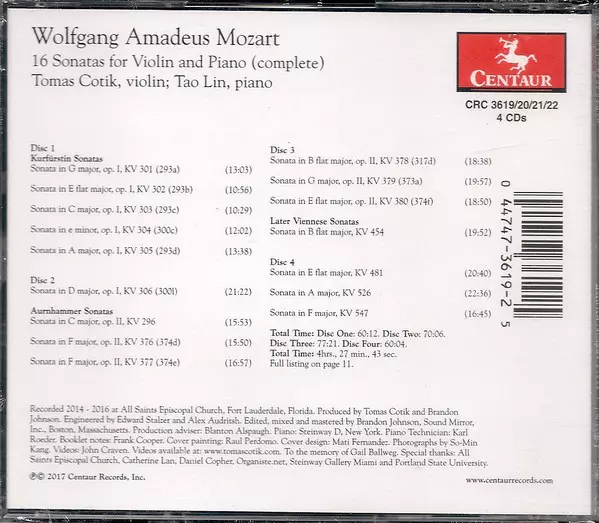 Wolfgang Amadeus Mozart
16 Sonatas for Violin and Piano (complete)
Tomas Cotik, violin; Tao Lin, piano
CENTAUR
CRC 3619/20/21/22
4 CDs
Disc 1
Kurfürstin Sonatas
Sonata in G major, op. I, KV 301 (293a) (13:03)
Sonata in E flat major, op. I, KV 302 (293b) (10:56)
Sonata in C major, op. I, KV 303 (293c) (10:29)
Sonata in e minor, op. I, KV 304 (300c) (12:02)
Sonata in A major, op. I, KV 305 (293d) (13:38)
Disc 2
Sonata in D major, op. I, KV 306 (300l) (21:22)
Aurnhammer Sonatas
Sonata in C major, op. II, KV 296 (15:53)
Sonata in F major, op. II, KV 376 (374d) (15:50)
Sonata in F major, op. II, KV 377 (374e) (16:57)
Disc 3
Sonata in B flat major, op. II, KV 378 (317d) (18:38)
Sonata in G major, op. II, KV 379 (373a) (19:57)
Sonata in E flat major, op. II, KV 380 (374f) (18:50)
Later Viennese Sonatas
Sonata in B flat major, KV 454 (19:52)
Disc 4
Sonata in E flat major, KV 481 (20:40)
Sonata in A major, KV 526 (22:36)
Sonata in F major, KV 547 (16:45)
Total Time: Disc One: 60:12. Disc Two: 70:06.
Disc Three: 77:21. Disc Four: 60:04.
Total Time: 4hrs., 27 min., 43 sec.
Full listing on page 11.
0 44747-3619-2 5
Recorded 2014 - 2016 at All Saints Episcopal Church, Fort Lauderdale, Florida. Produced by Tomas Cotik and Brandon
Johnson. Engineered by Edward Stalzer and Alex Audritsh. Edited, mixed and mastered by Brandon Johnson, Sound Mirror,
Inc., Boston, Massachusetts. Production adviser: Blanton Alspaugh. Piano: Steinway D, New York. Piano Technician: Karl
Roeder. Booklet notes: Frank Cooper. Cover painting: Raul Perdomo. Cover design: Mati Fernandez. Photographs by So-Min
Kang. Videos: John Craven. Videos available at: www.tomascotik.com. To the memory of Gail Ballweg. Special thanks: All
Saints Episcopal Church, Catherine Lan, Daniel Copher, Organiste.net, Steinway Gallery Miami and Portland State University.
℗© 2017 Centaur Records, Inc.
www.centaurrecords.com